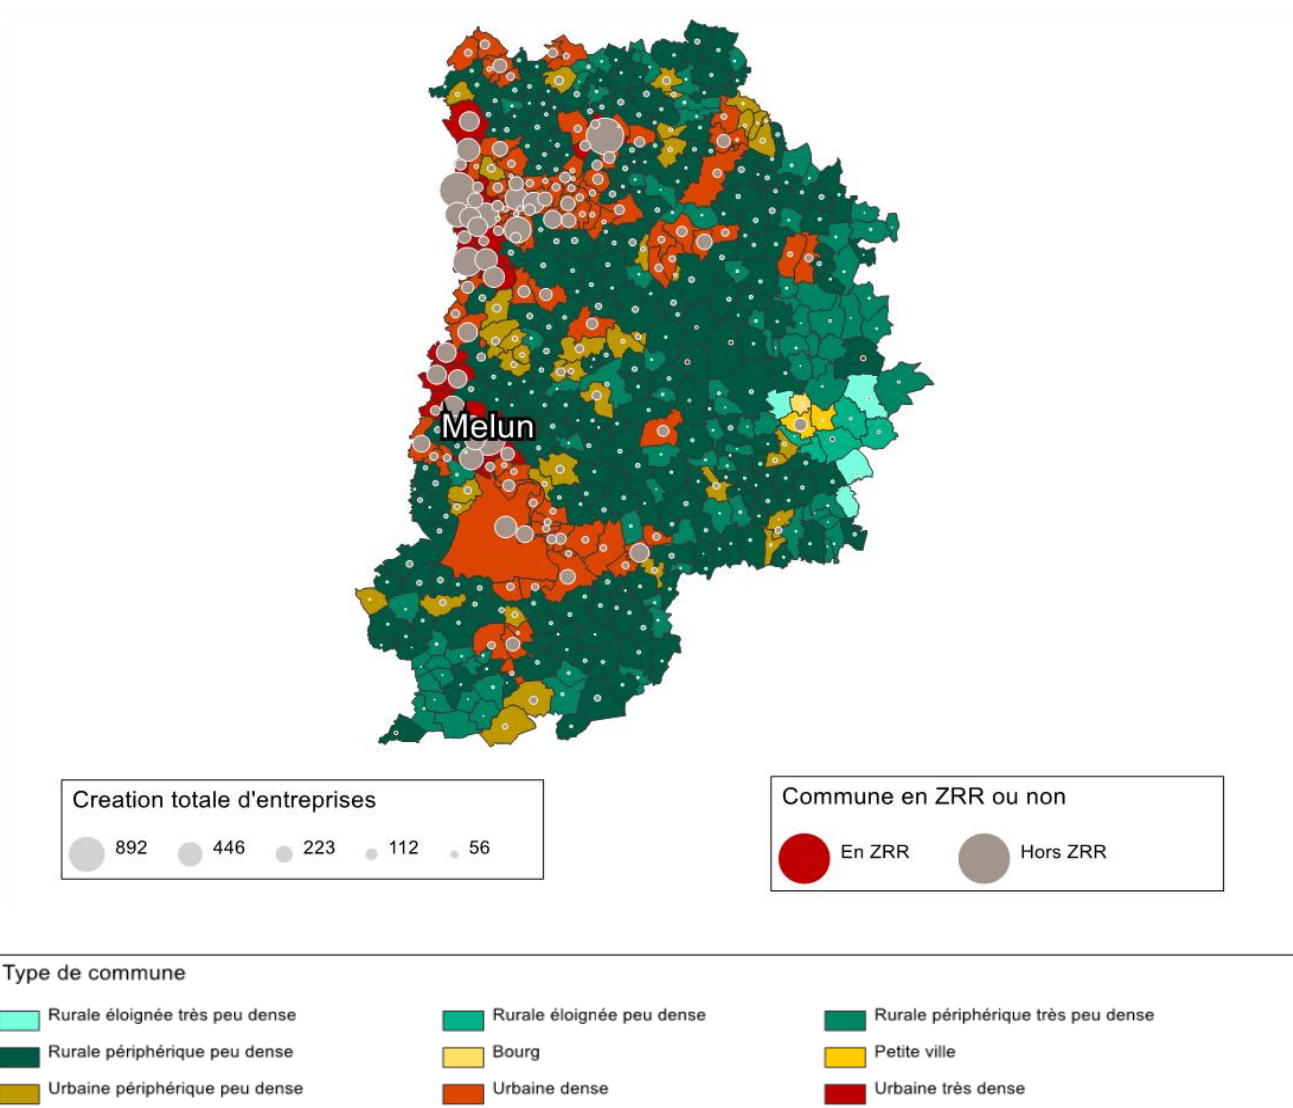 Melun
Creation totale d'entreprises
892 446 223 112 56
Commune en ZRR ou non
En ZRR Hors ZRR
Type de commune
Rurale éloignée très peu dense Rurale éloignée peu dense Rurale périphérique très peu dense
Rurale périphérique peu dense Bourg Petite ville
Urbaine périphérique peu dense Urbaine dense Urbaine très dense